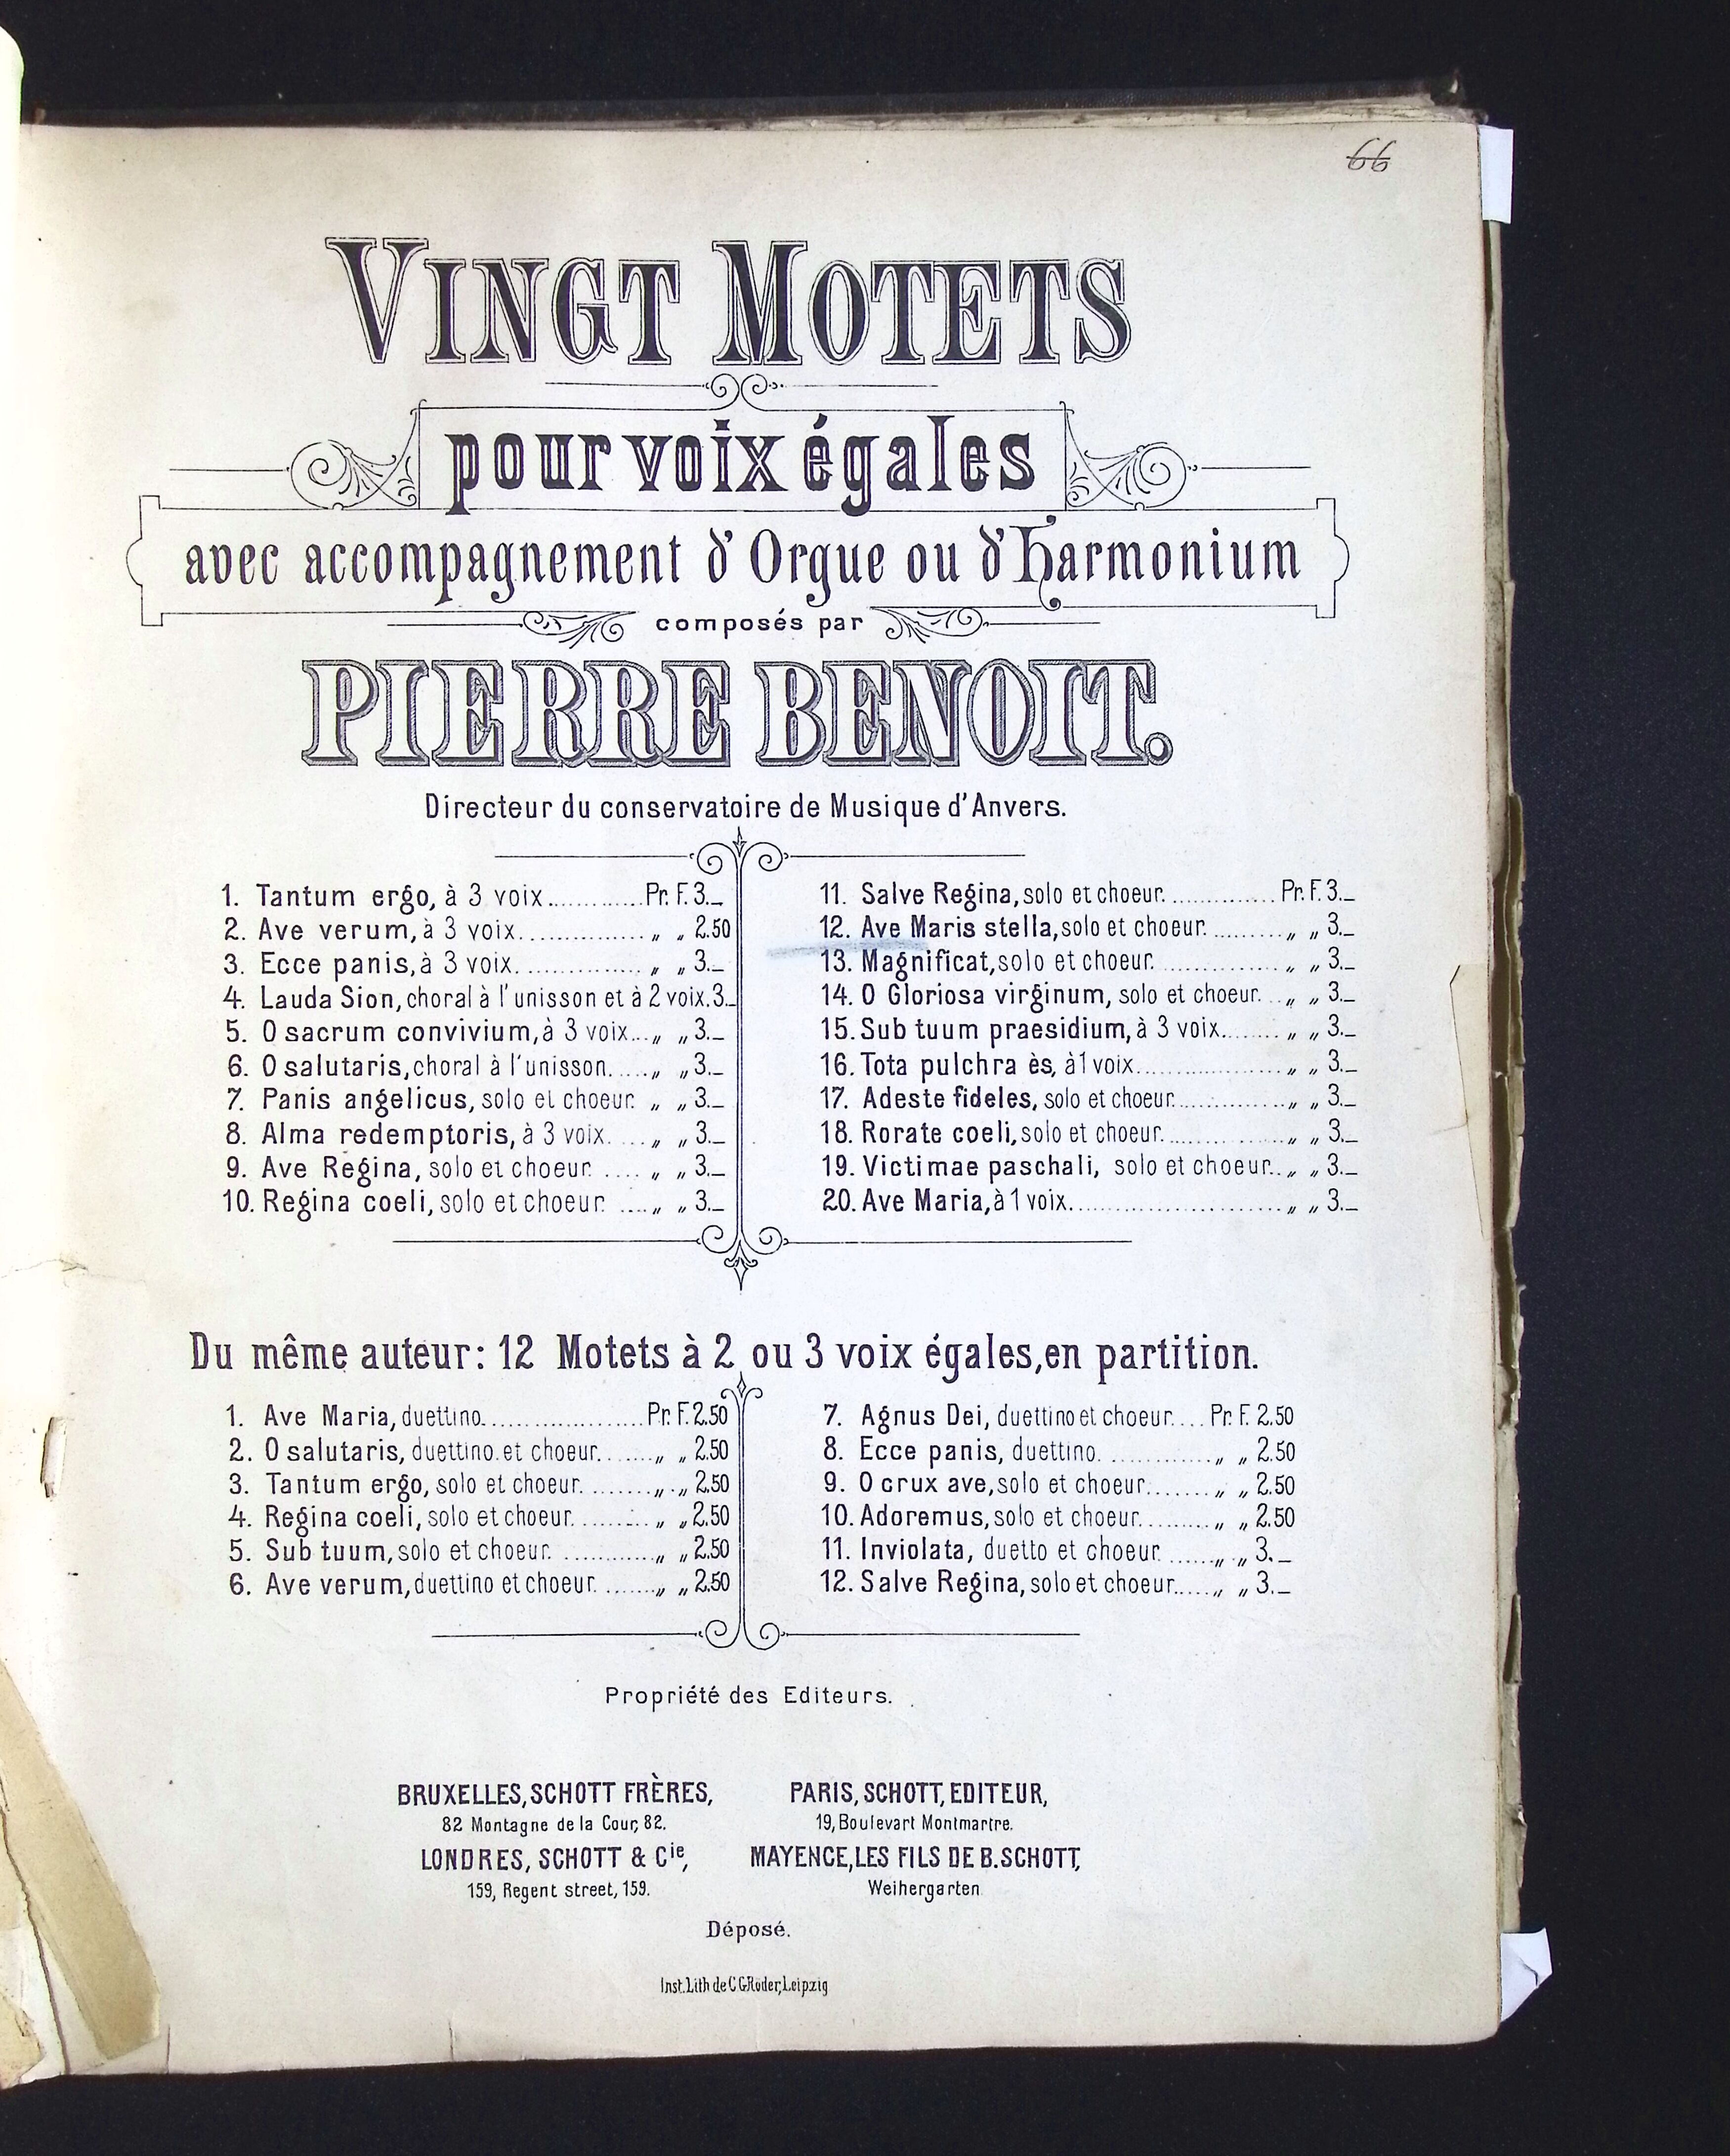 66
VINGT MOTETS
pour voix égales
avec accompagnement d'Orgue ou d'Harmonium
composés par
PIERRE BENOIT.
Directeur du conservatoire de Musique d'Anvers.
1. Tantum ergo, à 3 voix............Pr. F. 3._
2. Ave verum, à 3 voix............... „ „ 2.50
3. Ecce panis, à 3 voix............... „ „ 3._
4. Lauda Sion, choral à l'unisson et à 2 voix.3._
5. O sacrum convivium, à 3 voix... „ „ 3._
6. O salutaris, choral à l'unisson..... „ „ 3._
7. Panis angelicus, solo et choeur. „ „ 3._
8. Alma redemptoris, à 3 voix..... „ „ 3._
9. Ave Regina, solo et choeur. .... „ „ 3._
10. Regina coeli, solo et choeur. .... „ „ 3._
11. Salve Regina, solo et choeur. ............. Pr. F. 3._
12. Ave Maris stella, solo et choeur. ......... „ „ 3._
13. Magnificat, solo et choeur. .............. „ „ 3._
14. O Gloriosa virginum, solo et choeur. .. „ „ 3._
15. Sub tuum praesidium, à 3 voix....... „ „ 3._
16. Tota pulchra ès, à 1 voix................. „ „ 3._
17. Adeste fideles, solo et choeur.............. „ „ 3._
18. Rorate coeli, solo et choeur............... „ „ 3._
19. Victimae paschali, solo et choeur.. „ „ 3._
20. Ave Maria, à 1 voix......................... „ „ 3._
Du même auteur: 12 Motets à 2 ou 3 voix égales, en partition.
1. Ave Maria, duettino.....................Pr. F. 2.50
2. O salutaris, duettino et choeur....... „ „ 2.50
3. Tantum ergo, solo et choeur......... „ „ 2.50
4. Regina coeli, solo et choeur......... „ „ 2.50
5. Sub tuum, solo et choeur. ............ „ „ 2.50
6. Ave verum, duettino et choeur. ....... „ „ 2.50
7. Agnus Dei, duettino et choeur.... Pr. F. 2.50
8. Ecce panis, duettino. ............ „ „ 2.50
9. O crux ave, solo et choeur........ „ „ 2.50
10. Adoremus, solo et choeur.......... „ „ 2.50
11. Inviolata, duetto et choeur. ...... „ „ 3._
12. Salve Regina, solo et choeur..... „ „ 3._
Propriété des Editeurs.
BRUXELLES, SCHOTT FRÈRES,
82 Montagne de la Cour, 82.
LONDRES, SCHOTT & Cie,
159, Regent street, 159.
PARIS, SCHOTT, EDITEUR,
19, Boulevart Montmartre.
MAYENCE, LES FILS DE B. SCHOTT,
Weihergarten
Déposé.
Inst. Lith de C G Röder, Leipzig